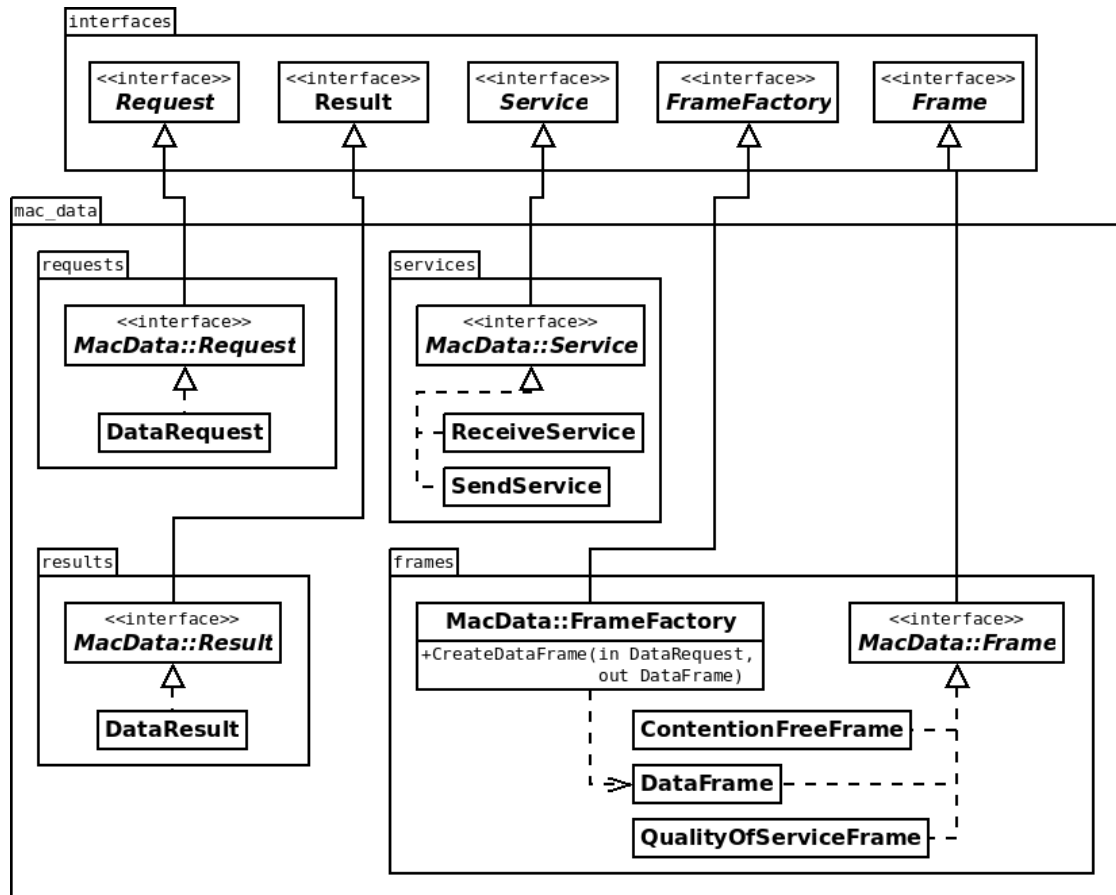 interfaces
<<interface>>
Request
<<interface>>
Result
<<interface>>
Service
<<interface>>
FrameFactory
<<interface>>
Frame
mac_data
requests
<<interface>>
MacData::Request
DataRequest
services
<<interface>>
MacData::Service
ReceiveService
SendService
results
<<interface>>
MacData::Result
DataResult
frames
MacData::FrameFactory
+CreateDataFrame(in DataRequest,
out DataFrame)
<<interface>>
MacData::Frame
ContentionFreeFrame
DataFrame
QualityOfServiceFrame